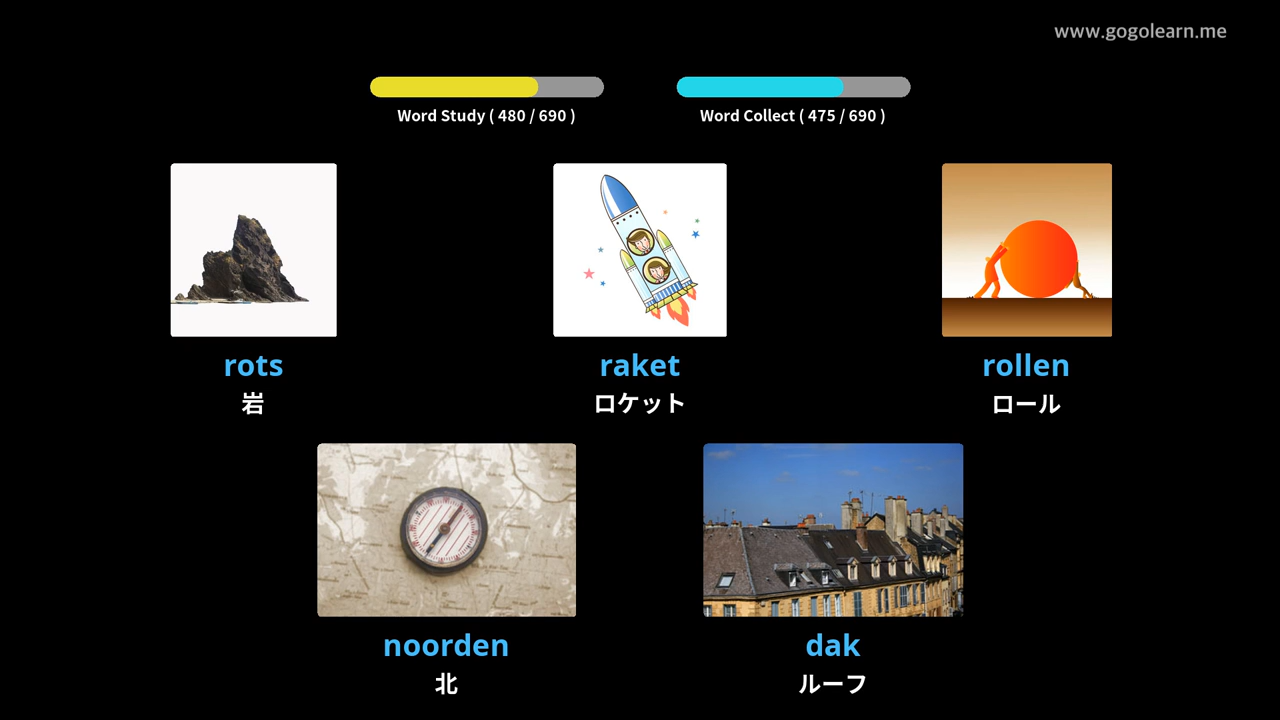 www.gogolearn.me
Word Study ( 480 / 690 )
Word Collect ( 475 / 690 )
rots
岩
raket
ロケット
rollen
ロール
noorden
北
dak
ルーフ